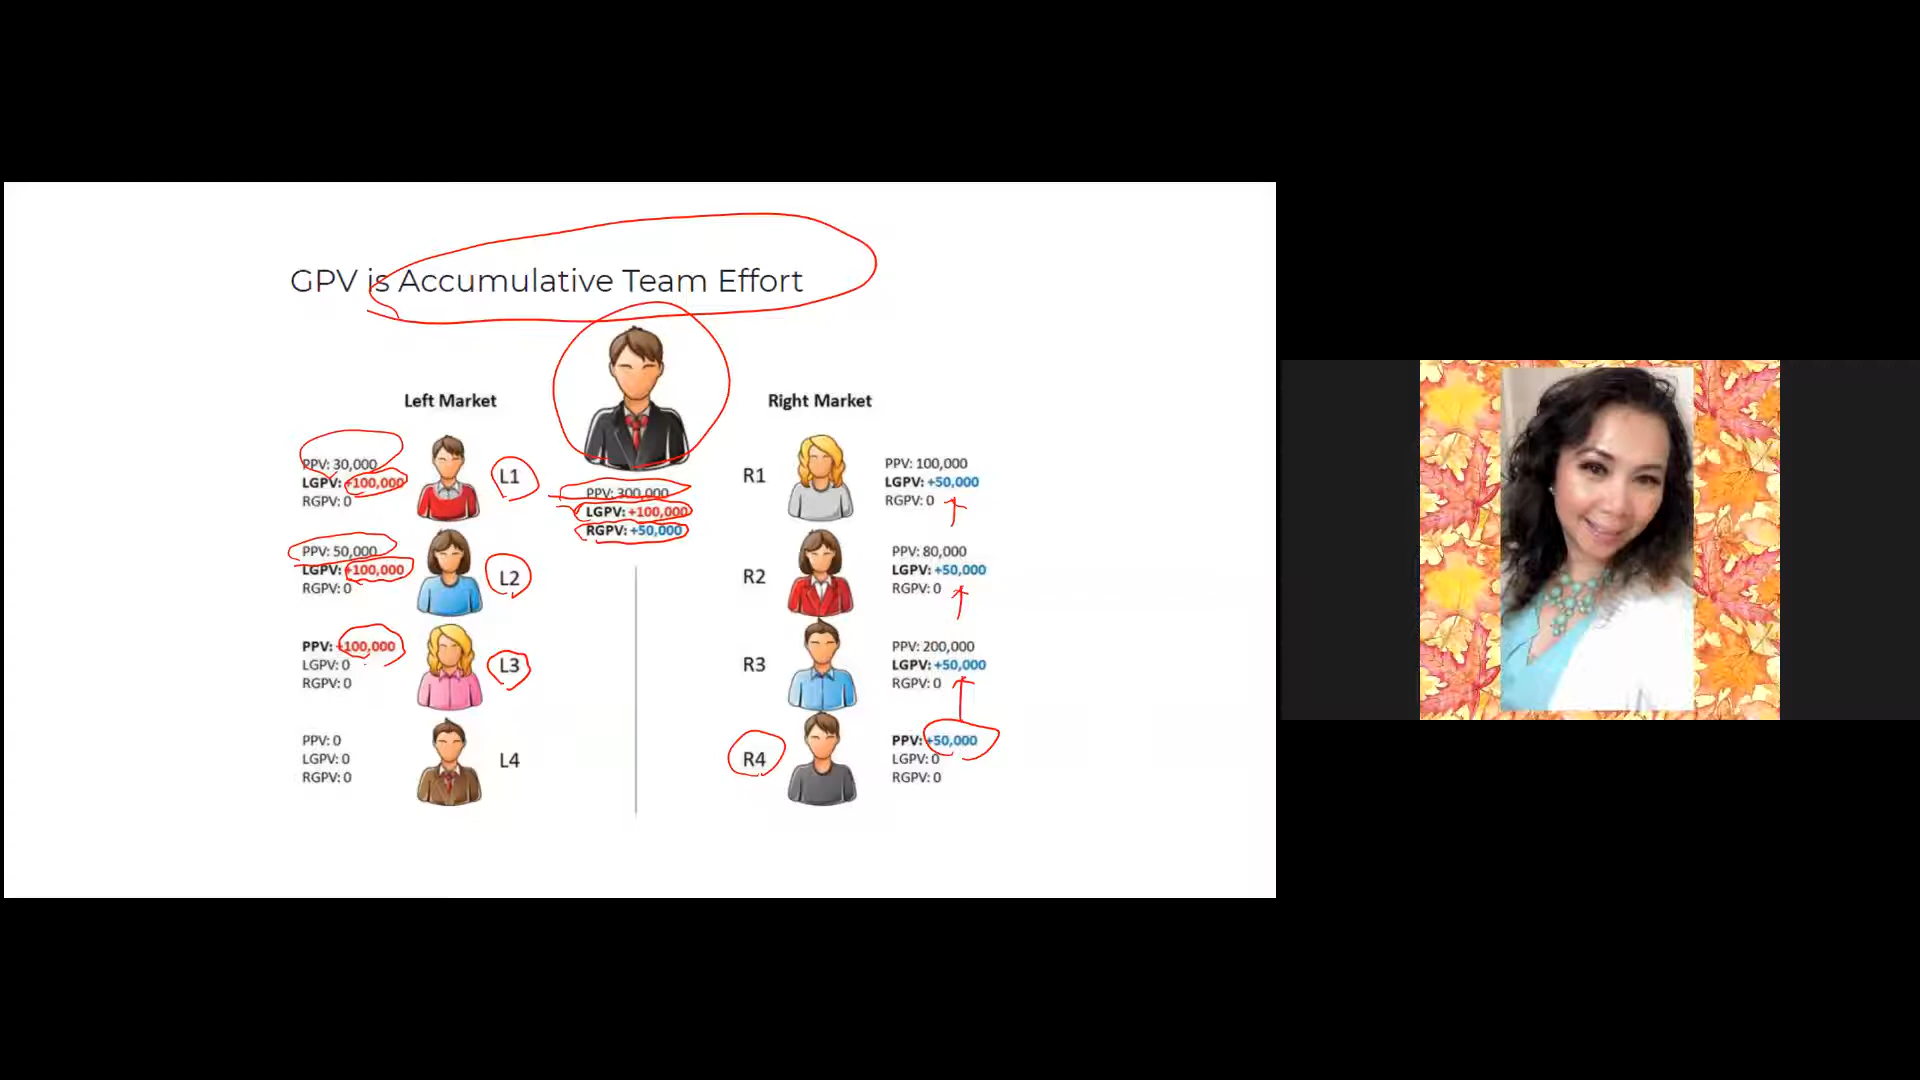 GPV is Accumulative Team Effort
Left Market
Right Market
PPV: 300,000
LGPV: +100,000
RGPV: +50,000
PPV: 30,000
LGPV: +100,000
RGPV: 0
L1
PPV: 50,000
LGPV: +100,000
RGPV: 0
L2
PPV: +100,000
LGPV: 0
RGPV: 0
L3
PPV: 0
LGPV: 0
RGPV: 0
L4
R1
PPV: 100,000
LGPV: +50,000
RGPV: 0
R2
PPV: 80,000
LGPV: +50,000
RGPV: 0
R3
PPV: 200,000
LGPV: +50,000
RGPV: 0
R4
PPV: +50,000
LGPV: 0
RGPV: 0